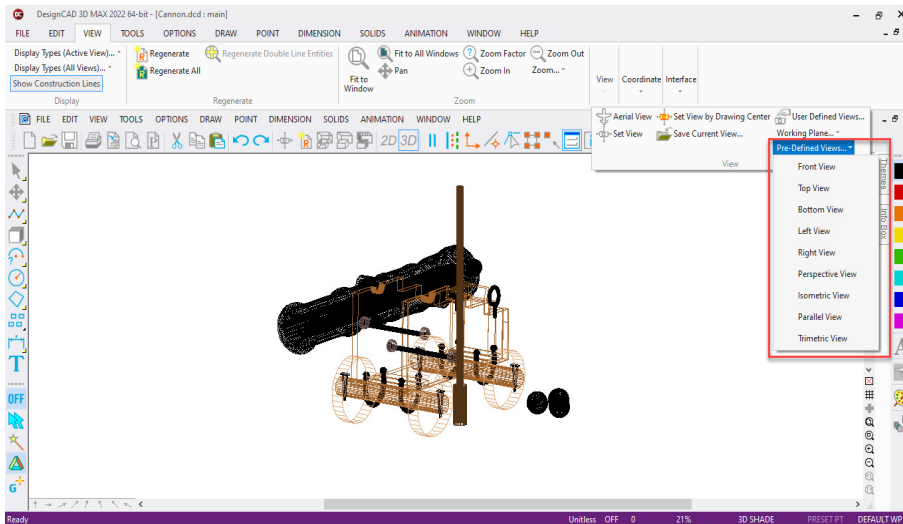 DC DesignCAD 3D MAX 2022 64-bit - [Cannon.dcd : main]
FILE EDIT VIEW TOOLS OPTIONS DRAW POINT DIMENSION SOLIDS ANIMATION WINDOW HELP
Display Types (Active View)...
Display Types (All Views)...
Show Construction Lines
Display
Regenerate
Regenerate Double Line Entities
Regenerate All
Regenerate
Fit to
Window
Fit to All Windows
Zoom Factor
Zoom Out
Pan
Zoom In
Zoom...
Zoom
View
Coordinate
Interface
FILE EDIT VIEW TOOLS OPTIONS DRAW POINT DIMENSION SOLIDS BY ANIMATION WINDOW HELP
2D 3D
Aerial View
Set View by Drawing Center
User Defined Views...
Set View
Save Current View...
Working Plane...
Pre-Defined Views...
View
Front View
Top View
Bottom View
Left View
Right View
Perspective View
Isometric View
Parallel View
Trimetric View
Themes
Info Box
T
OFF
G
A
Ready
Unitless OFF 0 21% 3D SHADE PRESET PT DEFAULT WP